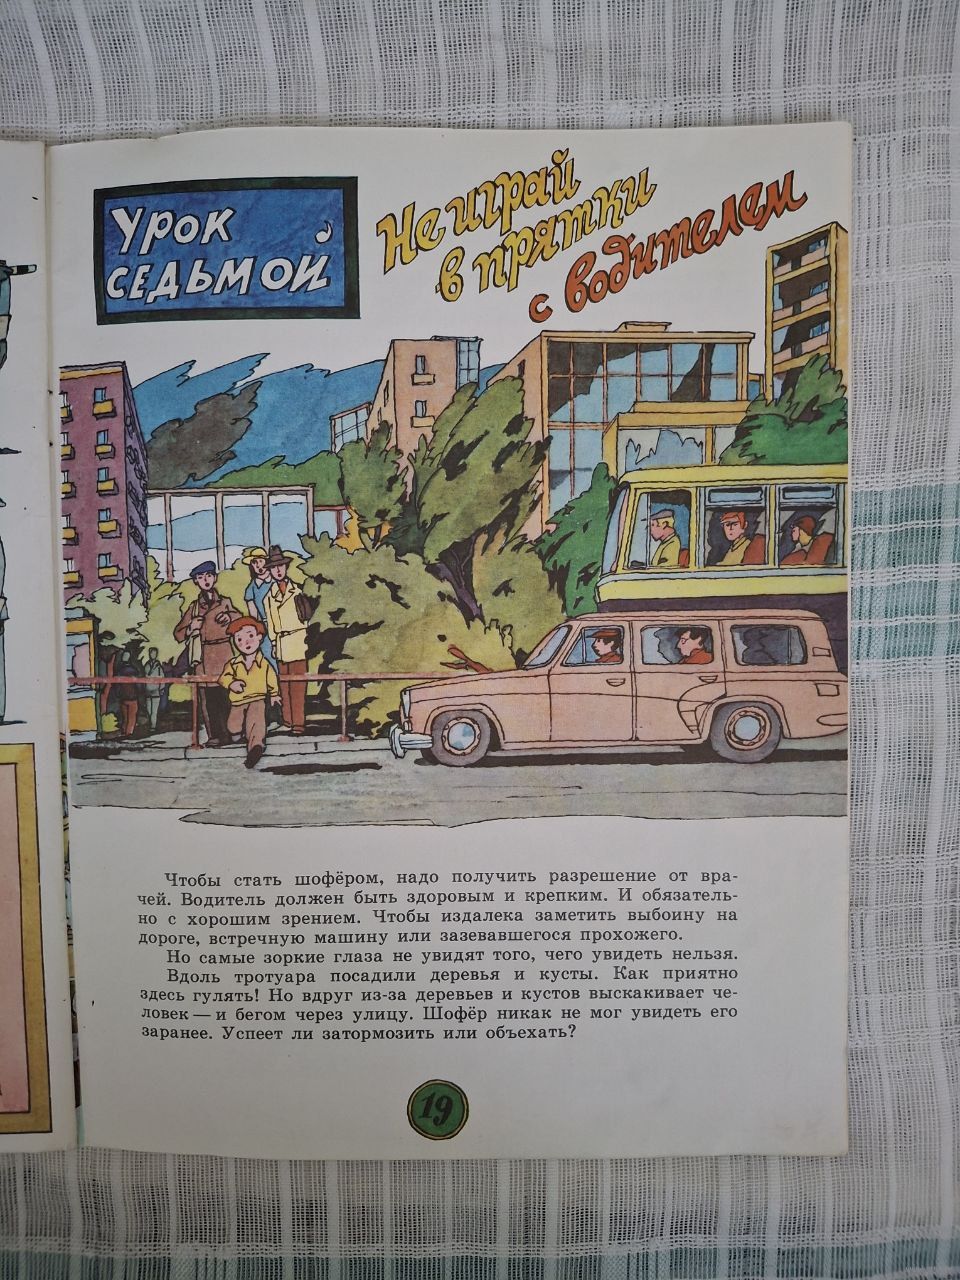 Урок
седьмой
Не играй
в прятки
с водителем
Чтобы стать шофёром, надо получить разрешение от вра-
чей. Водитель должен быть здоровым и крепким. И обязатель-
но с хорошим зрением. Чтобы издалека заметить выбоину на
дороге, встречную машину или зазевавшегося прохожего.
Но самые зоркие глаза не увидят того, чего увидеть нельзя.
Вдоль тротуара посадили деревья и кусты. Как приятно
здесь гулять! Но вдруг из-за деревьев и кустов выскакивает че-
ловек — и бегом через улицу. Шофёр никак не мог увидеть его
заранее. Успеет ли затормозить или объехать?
19